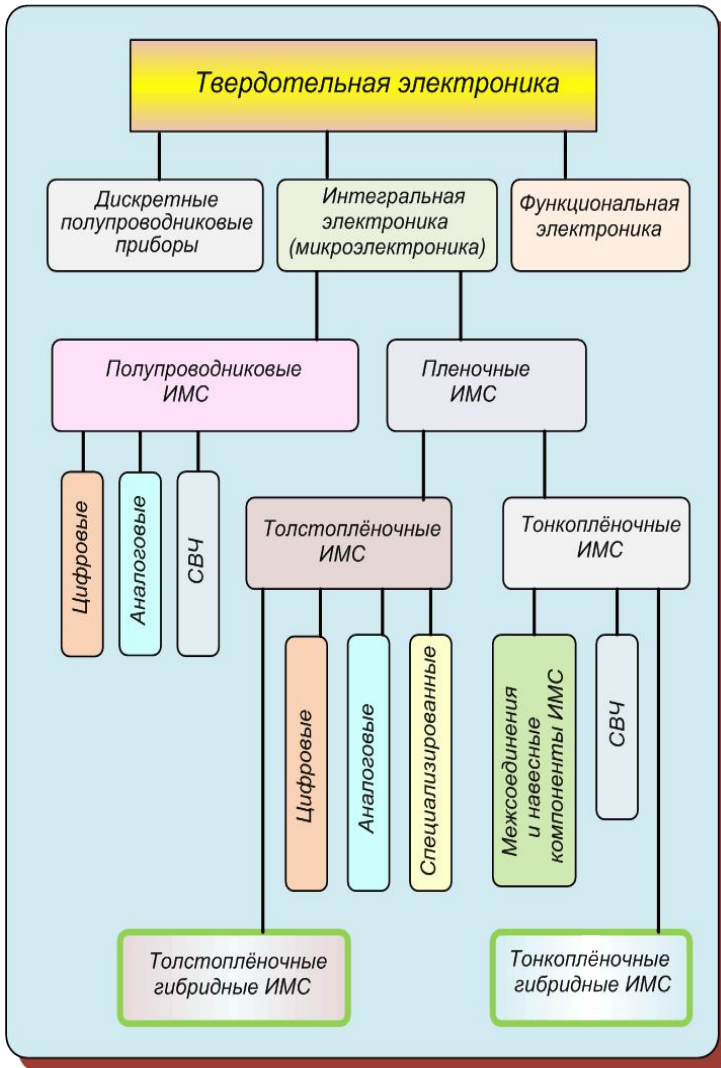 Твердотельная электроника
Дискретные
полупроводниковые
приборы
Интегральная
электроника
(микроэлектроника)
Функциональная
электроника
Полупроводниковые
ИМС
Пленочные
ИМС
Цифровые
Аналоговые
СВЧ
Толстоплёночные
ИМС
Тонкоплёночные
ИМС
Цифровые
Аналоговые
Специализированные
Межсоединения
и навесные
компоненты ИМС
СВЧ
Толстоплёночные
гибридные ИМС
Тонкоплёночные
гибридные ИМС